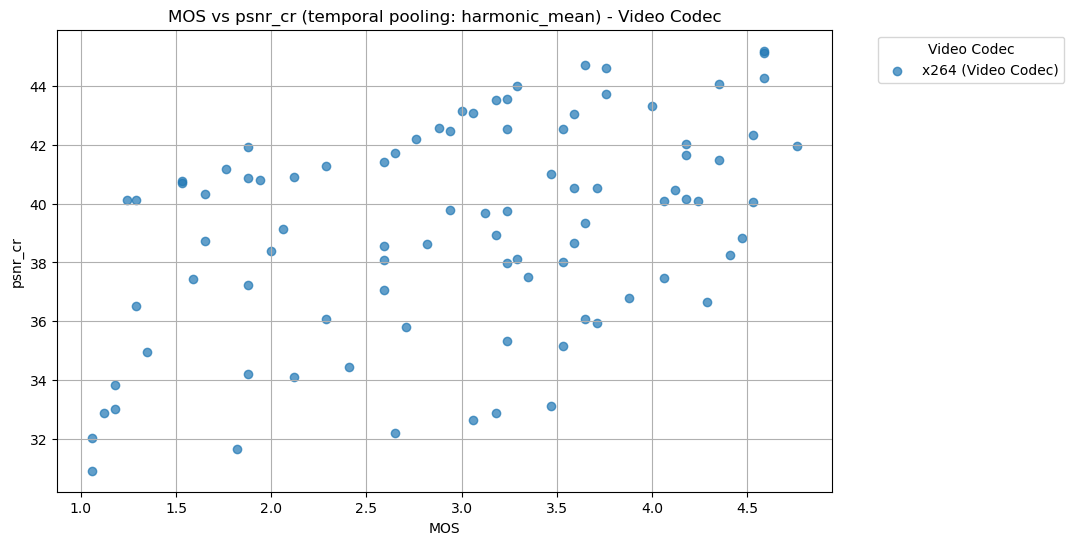 MOS vs psnr_cr (temporal pooling: harmonic_mean) - Video Codec
Video Codec
x264 (Video Codec)
psnr_cr
44
42
40
38
36
34
32
1.0 1.5 2.0 2.5 3.0 3.5 4.0 4.5
MOS